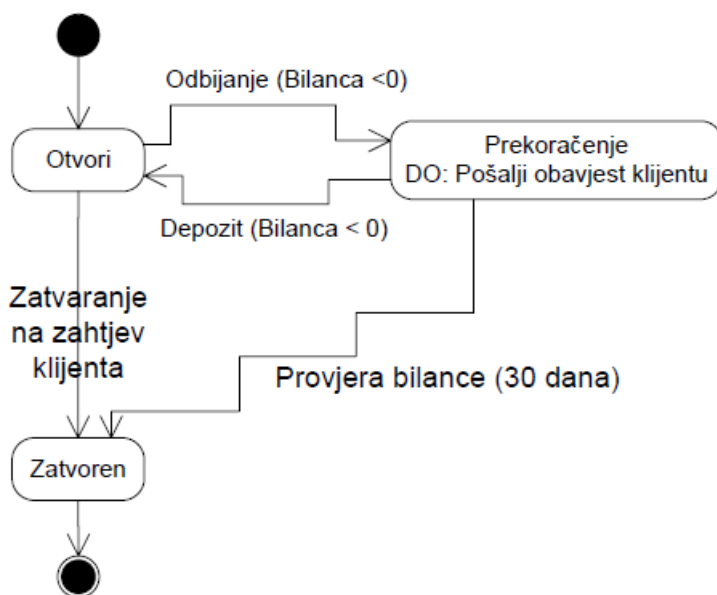 Odbijanje (Bilanca <0)
Otvori
Prekoračenje
DO: Pošalji obavjest klijentu
Depozit (Bilanca < 0)
Zatvaranje
na zahtjev
klijenta
Provjera bilance (30 dana)
Zatvoren